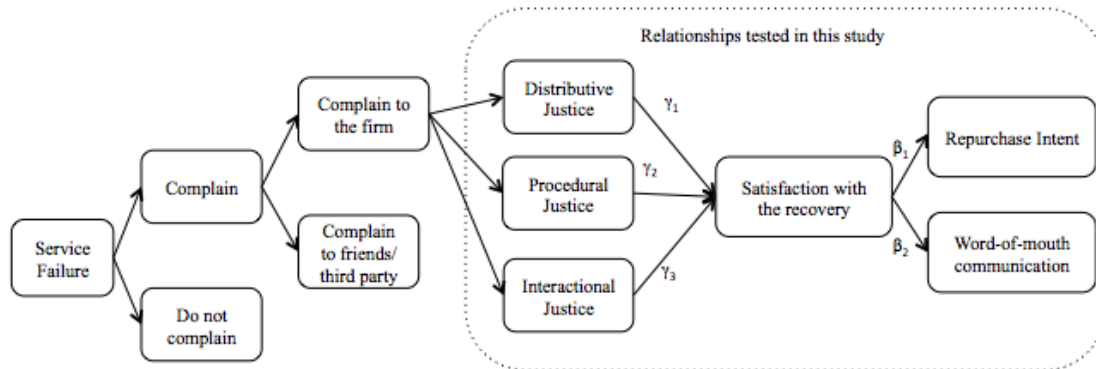 Relationships tested in this study
Service
Failure
Complain
Do not
complain
Complain to
the firm
Complain
to friends/
third party
Distributive
Justice
Procedural
Justice
Interactional
Justice
γ1
γ2
γ3
Satisfaction with
the recovery
β1
β2
Repurchase Intent
Word-of-mouth
communication